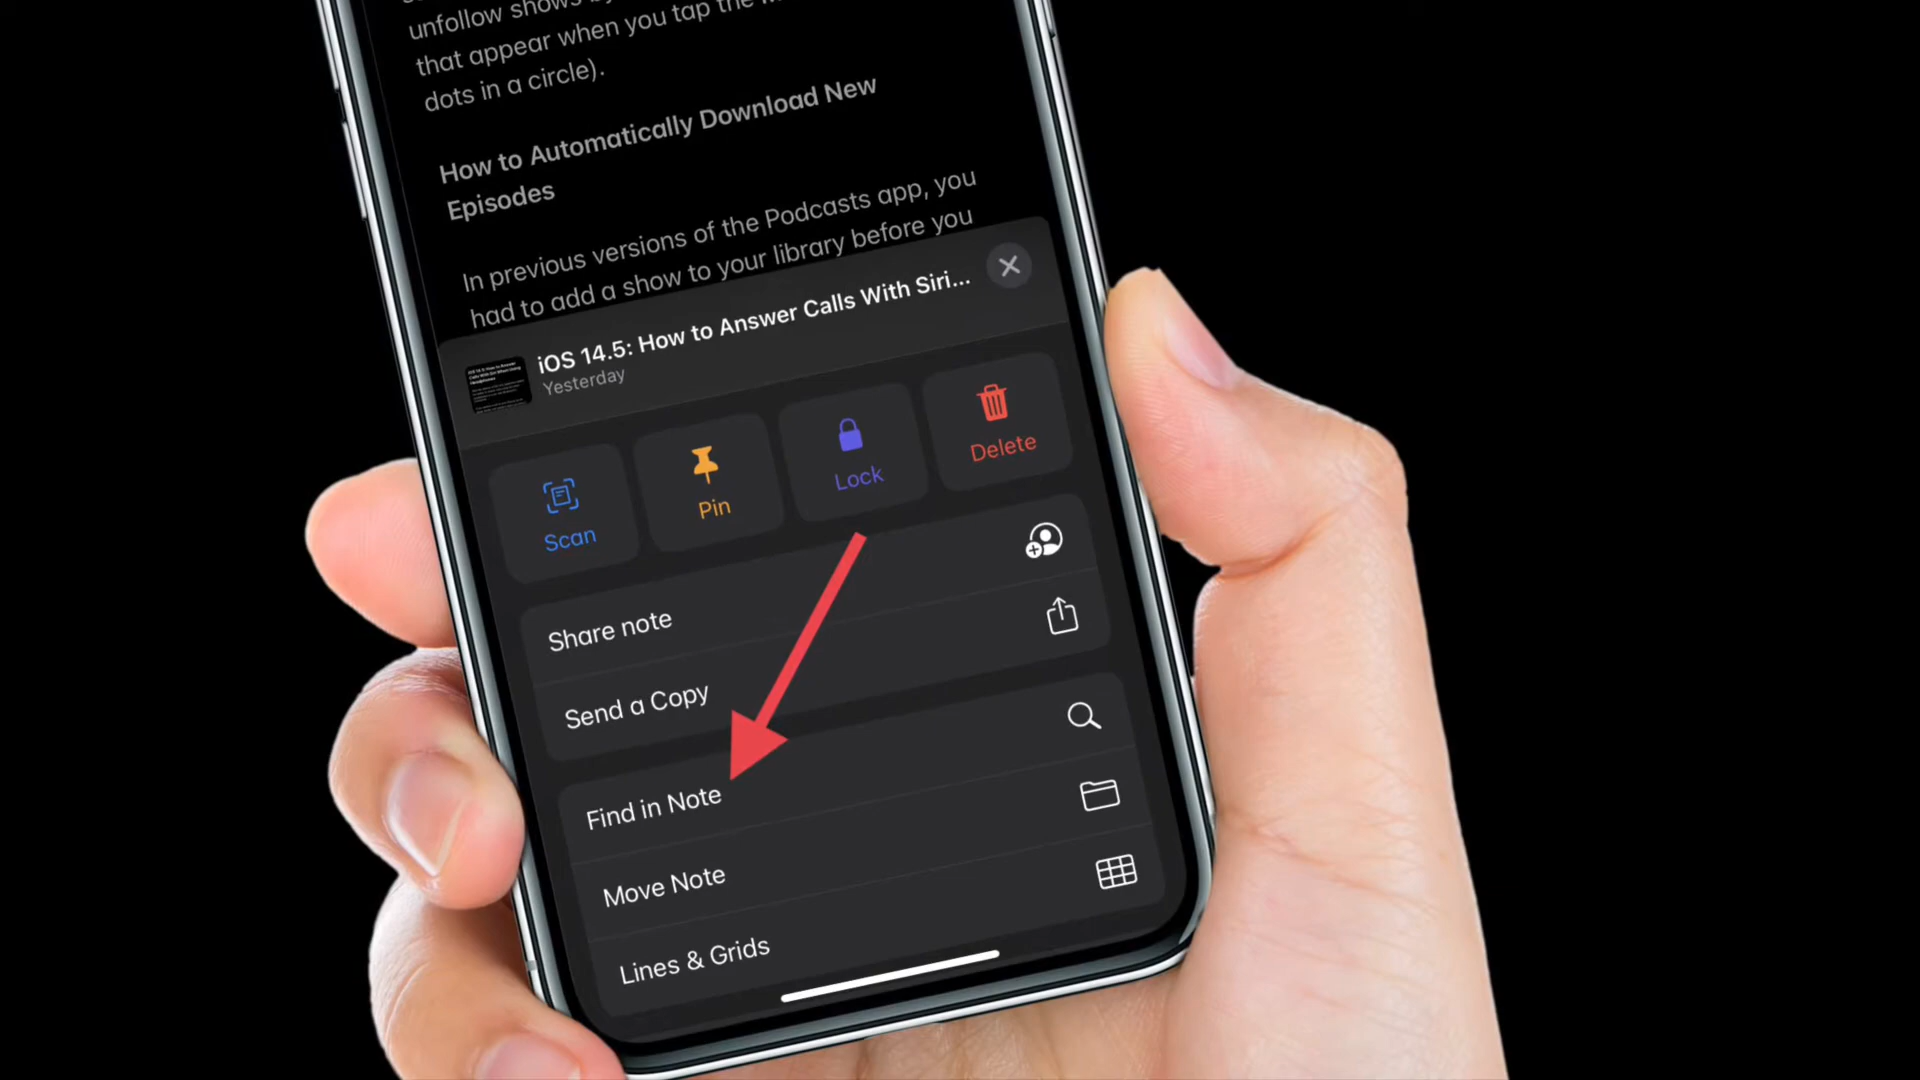 unfollow shows by
that appear when you tap the
dots in a circle).
How to Automatically Download New
Episodes
In previous versions of the Podcasts app, you
had to add a show to your library before you
iOS 14.5: How to Answer Calls With Siri...
Yesterday
Scan
Pin
Lock
Delete
Share note
Send a Copy
Find in Note
Move Note
Lines & Grids